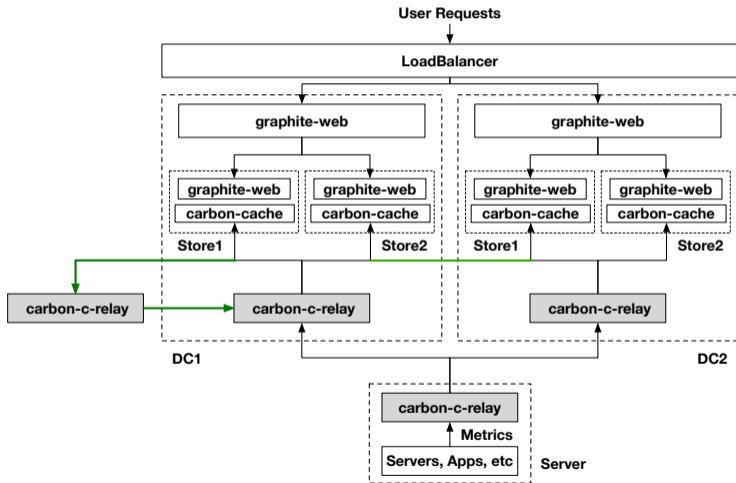 User Requests
LoadBalancer
graphite-web
graphite-web
graphite-web
graphite-web
graphite-web
graphite-web
carbon-cache
carbon-cache
carbon-cache
carbon-cache
Store1
Store2
Store1
Store2
carbon-c-relay
carbon-c-relay
carbon-c-relay
DC1
DC2
carbon-c-relay
Metrics
Servers, Apps, etc
Server